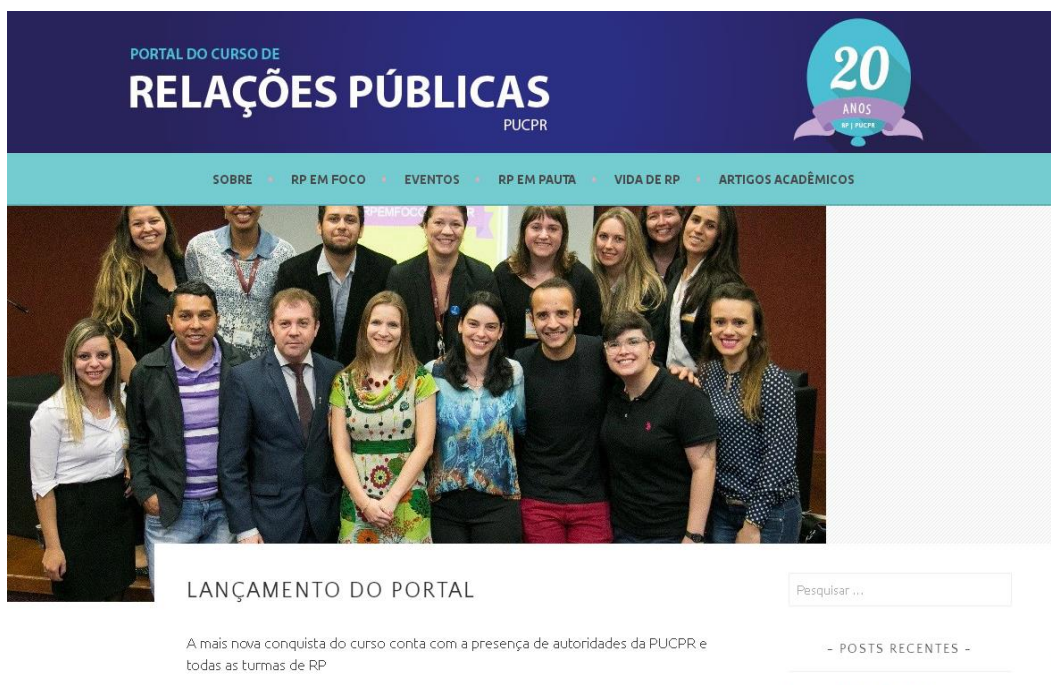 PORTAL DO CURSO DE
RELAÇÕES PÚBLICAS
PUCPR
20
ANOS
RP | PUCPR
SOBRE
RP EM FOCO
EVENTOS
RP EM PAUTA
VIDA DE RP
ARTIGOS ACADÊMICOS
LANÇAMENTO DO PORTAL
A mais nova conquista do curso conta com a presença de autoridades da PUCPR e
todas as turmas de RP
Pesquisar ...
– POSTS RECENTES –